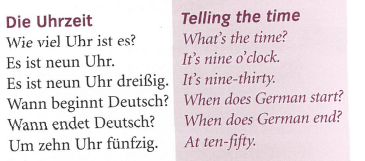 Die Uhrzeit
Wie viel Uhr ist es?
Es ist neun Uhr.
Es ist neun Uhr dreißig.
Wann beginnt Deutsch?
Wann endet Deutsch?
Um zehn Uhr fünfzig.
Telling the time
What's the time?
It's nine o'clock.
It's nine-thirty.
When does German start?
When does German end?
At ten-fifty.